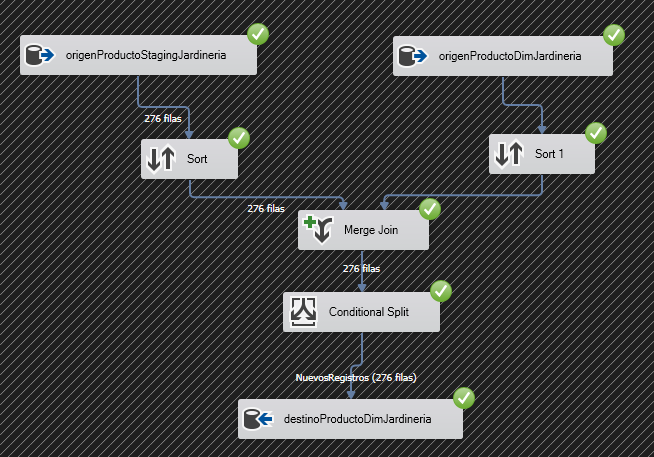 origenProductoStagingJardineria
origenProductoDimJardineria
276 filas
Sort
Sort 1
276 filas
Merge Join
276 filas
Conditional Split
NuevosRegistros (276 filas)
destinoProductoDimJardineria